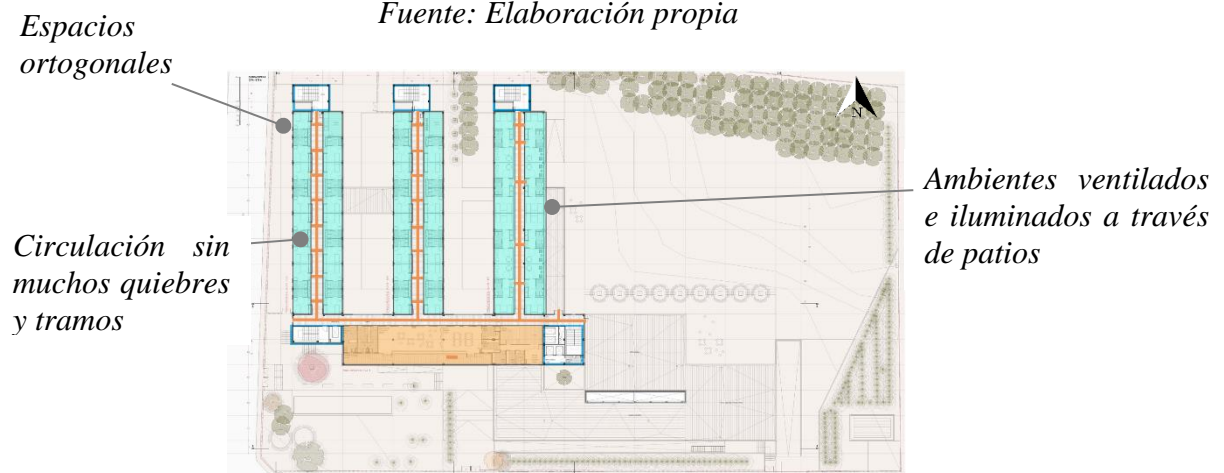 Fuente: Elaboración propia
Espacios
ortogonales
Ambientes ventilados
e iluminados a través
de patios
Circulación sin
muchos quiebres
y tramos
N